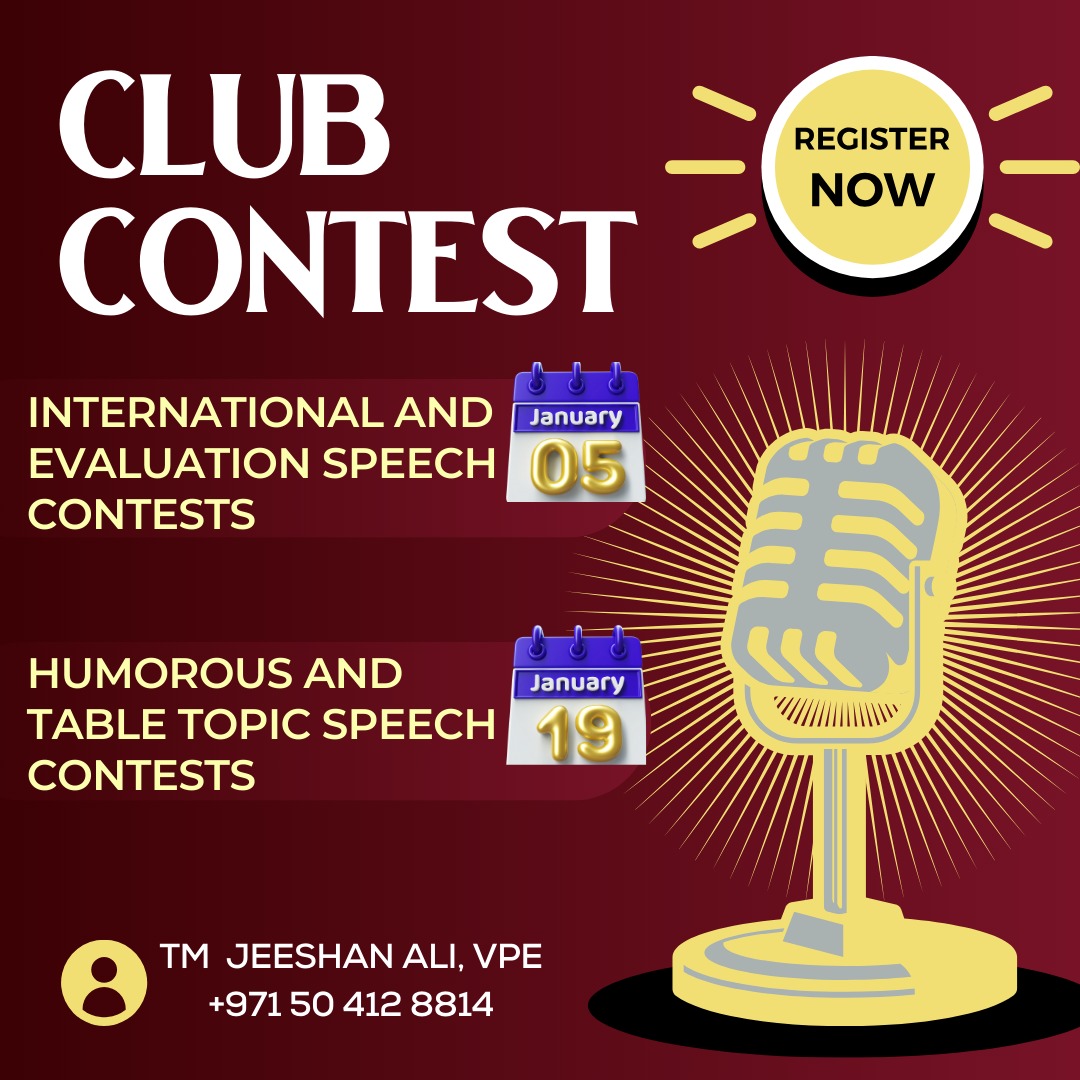 CLUB
CONTEST
REGISTER
NOW
INTERNATIONAL AND
EVALUATION SPEECH
CONTESTS
January
05
HUMOROUS AND
TABLE TOPIC SPEECH
CONTESTS
January
19
TM JEESHAN ALI, VPE
+971 50 412 8814